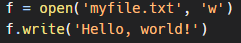 f = open('myfile.txt', 'w')
f.write('Hello, world!')